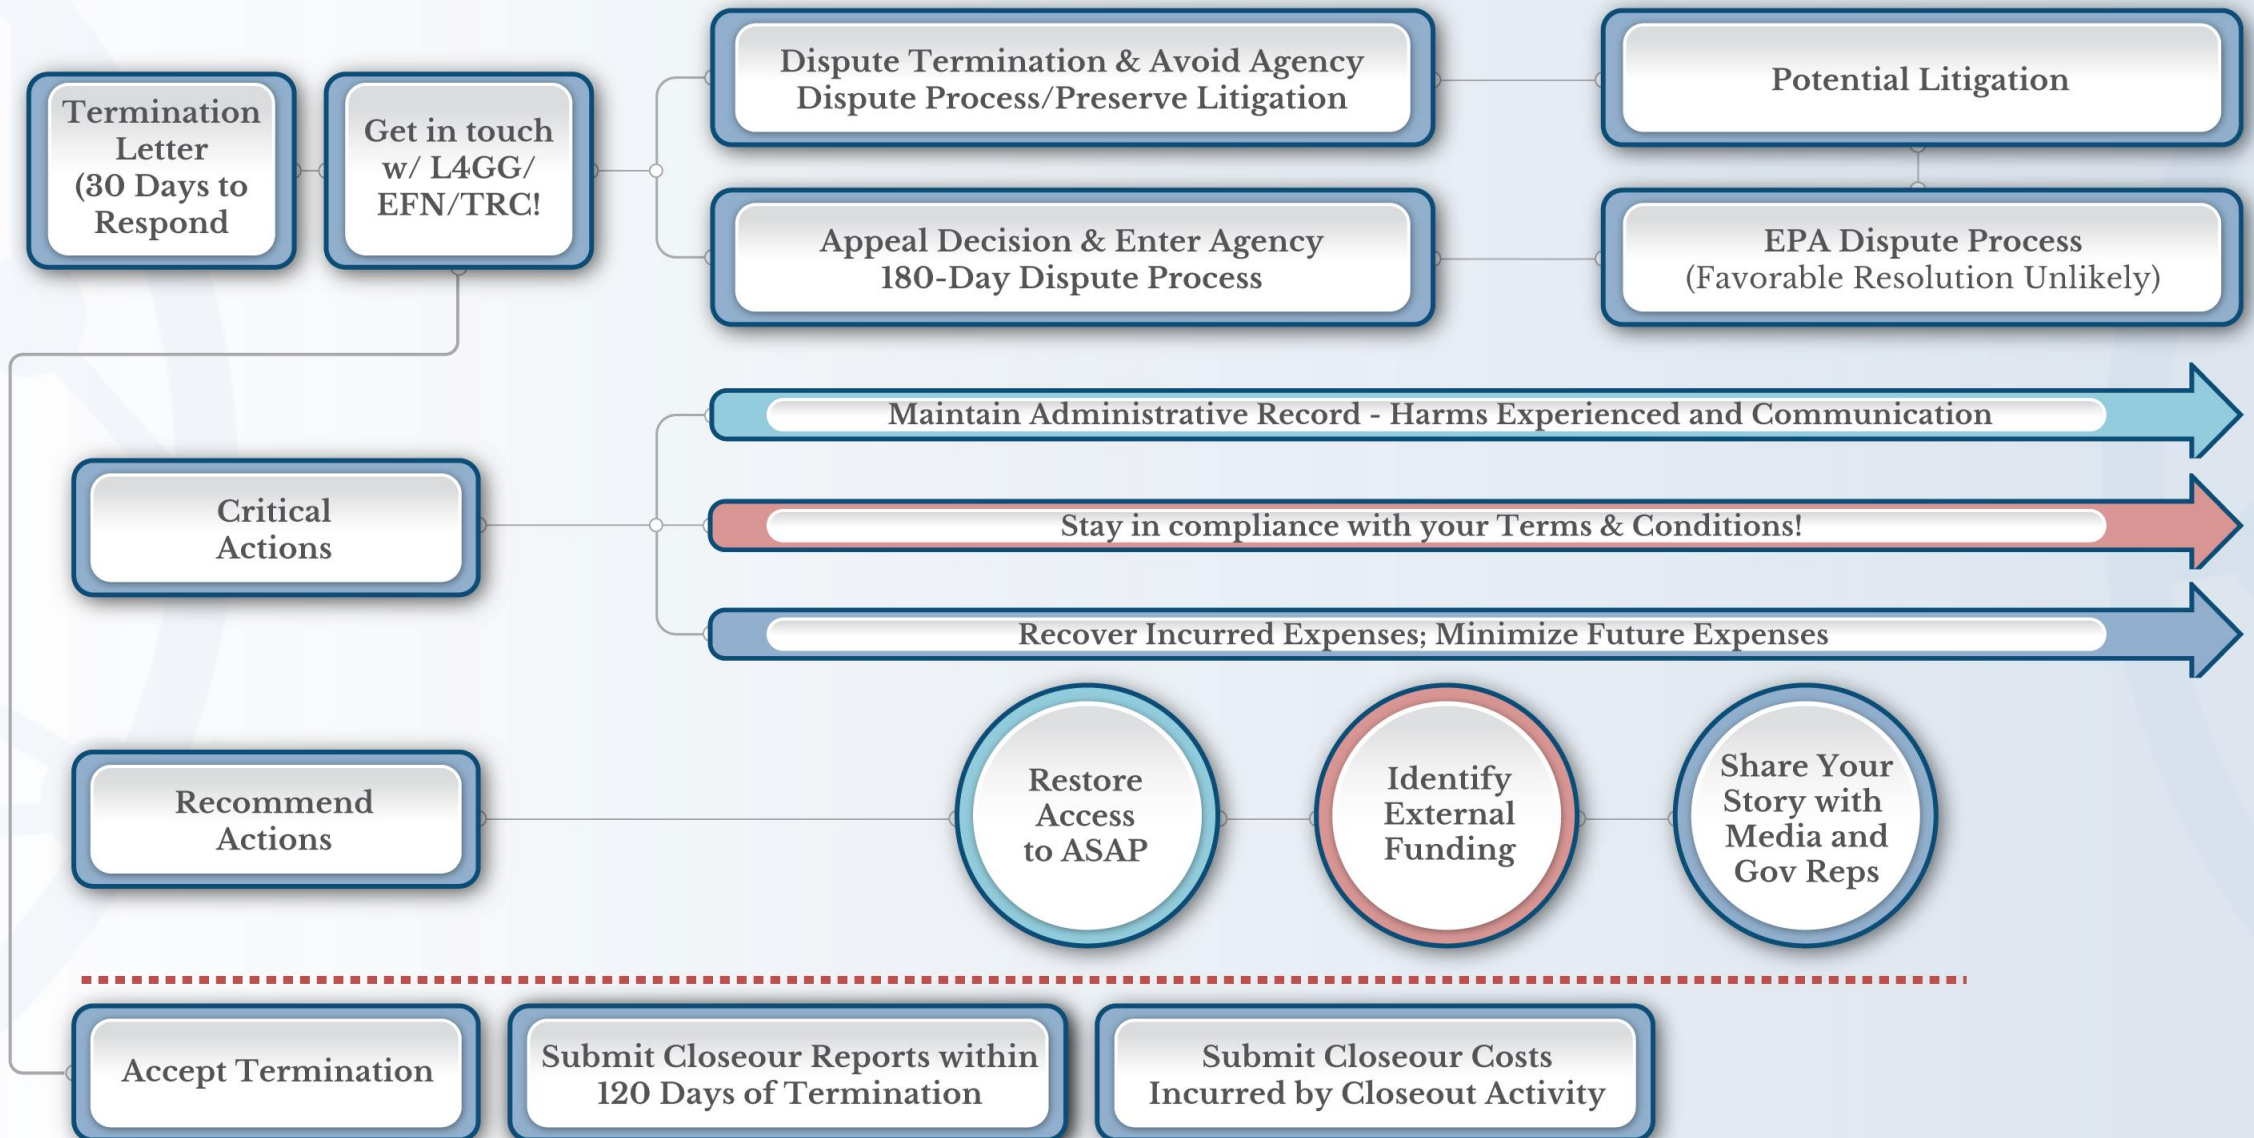 Termination
Letter
(30 Days to
Respond
Get in touch
w/ L4GG/
EFN/TRC!
Dispute Termination & Avoid Agency
Dispute Process/Preserve Litigation
Potential Litigation
Appeal Decision & Enter Agency
180-Day Dispute Process
EPA Dispute Process
(Favorable Resolution Unlikely)
Critical
Actions
Maintain Administrative Record - Harms Experienced and Communication
Stay in compliance with your Terms & Conditions!
Recover Incurred Expenses; Minimize Future Expenses
Recommend
Actions
Restore
Access
to ASAP
Identify
External
Funding
Share Your
Story with
Media and
Gov Reps
Accept Termination
Submit Closeour Reports within
120 Days of Termination
Submit Closeour Costs
Incurred by Closeout Activity